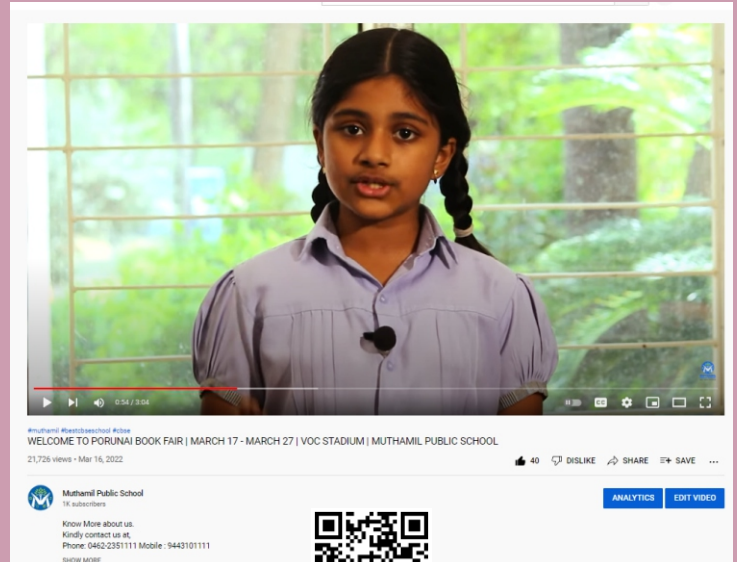 0:54 / 3:04
CC
#muthamil #bestcbseschool #cbse
WELCOME TO PORUNAI BOOK FAIR | MARCH 17 - MARCH 27 | VOC STADIUM | MUTHAMIL PUBLIC SCHOOL
21,726 views • Mar 16, 2022
40 DISLIKE SHARE SAVE ...
Muthamil Public School
1K subscribers
ANALYTICS EDIT VIDEO
Know More about us.
Kindly contact us at,
Phone: 0462-2351111 Mobile : 9443101111
SHOW MORE